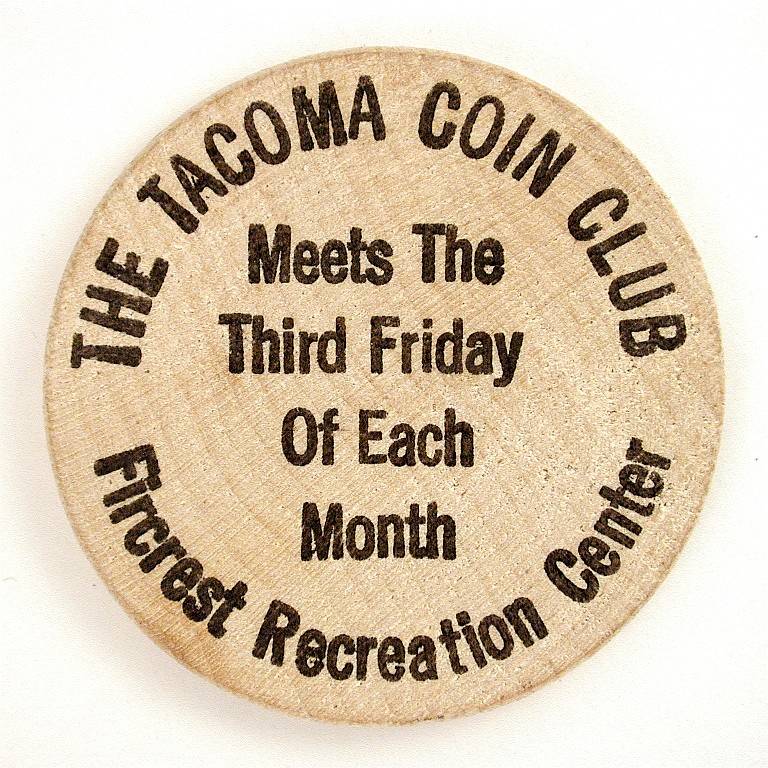 THE TACOMA COIN CLUB
Meets The
Third Friday
Of Each
Month
Fircrest Recreation Center